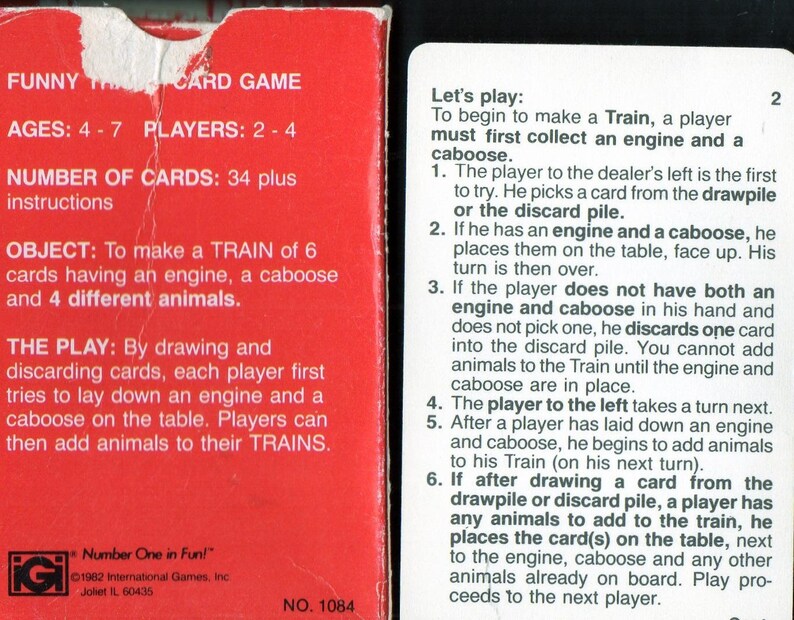 FUNNY CARD GAME
AGES: 4 - 7 PLAYERS: 2 - 4
NUMBER OF CARDS: 34 plus
instructions
OBJECT: To make a TRAIN of 6
cards having an engine, a caboose
and 4 different animals.
THE PLAY: By drawing and
discarding cards, each player first
tries to lay down an engine and a
caboose on the table. Players can
then add animals to their TRAINS.
iGi ® Number One in Fun!™
©1982 International Games, Inc
Joliet IL 60435
NO. 1084
Let's play: 2
To begin to make a Train, a player
must first collect an engine and a
caboose.
1. The player to the dealer's left is the first
to try. He picks a card from the drawpile
or the discard pile.
2. If he has an engine and a caboose, he
places them on the table, face up. His
turn is then over.
3. If the player does not have both an
engine and caboose in his hand and
does not pick one, he discards one card
into the discard pile. You cannot add
animals to the Train until the engine and
caboose are in place.
4. The player to the left takes a turn next.
5. After a player has laid down an engine
and caboose, he begins to add animals
to his Train (on his next turn).
6. If after drawing a card from the
drawpile or discard pile, a player has
any animals to add to the train, he
places the card(s) on the table, next
to the engine, caboose and any other
animals already on board. Play pro-
ceeds to the next player.